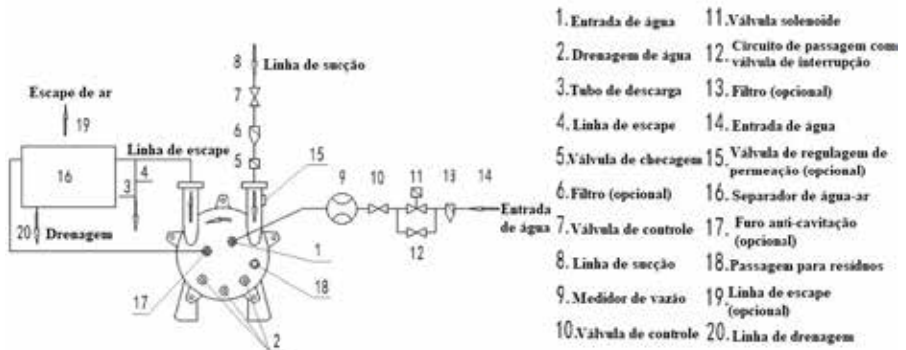 8 Linha de sucção
7
Escape de ar
19
6
Linha de escape
5
15
16
3
4
9
10
11
13
14
Entrada
de água
20
Drenagem
12
1
17
18
2
1. Entrada de água
2. Drenagem de água
3. Tubo de descarga
4. Linha de escape
5. Válvula de checagem
6. Filtro (opcional)
7. Válvula de controle
8. Linha de sucção
9. Medidor de vazão
10. Válvula de controle
11. Válvula solenoide
12. Circuito de passagem com
válvula de interrupção
13. Filtro (opcional)
14. Entrada de água
15. Válvula de regulagem de
permeação (opcional)
16. Separador de água-ar
17. Furo anti-cavitação
(opcional)
18. Passagem para resíduos
19. Linha de escape
(opcional)
20. Linha de drenagem